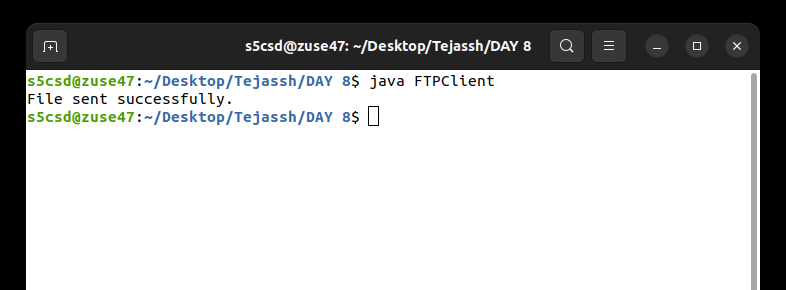 s5csd@zuse47: ~/Desktop/Tejassh/DAY 8
s5csd@zuse47:~/Desktop/Tejassh/DAY 8$ java FTPClient
File sent successfully.
s5csd@zuse47:~/Desktop/Tejassh/DAY 8$